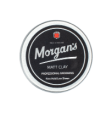 Morgan's
MATT CLAY
PROFESSIONAL GROOMING